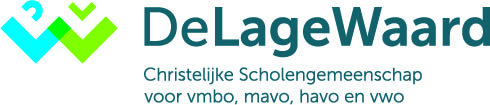 DeLageWaard
Christelijke Scholengemeenschap
voor vmbo, mavo, havo en vwo